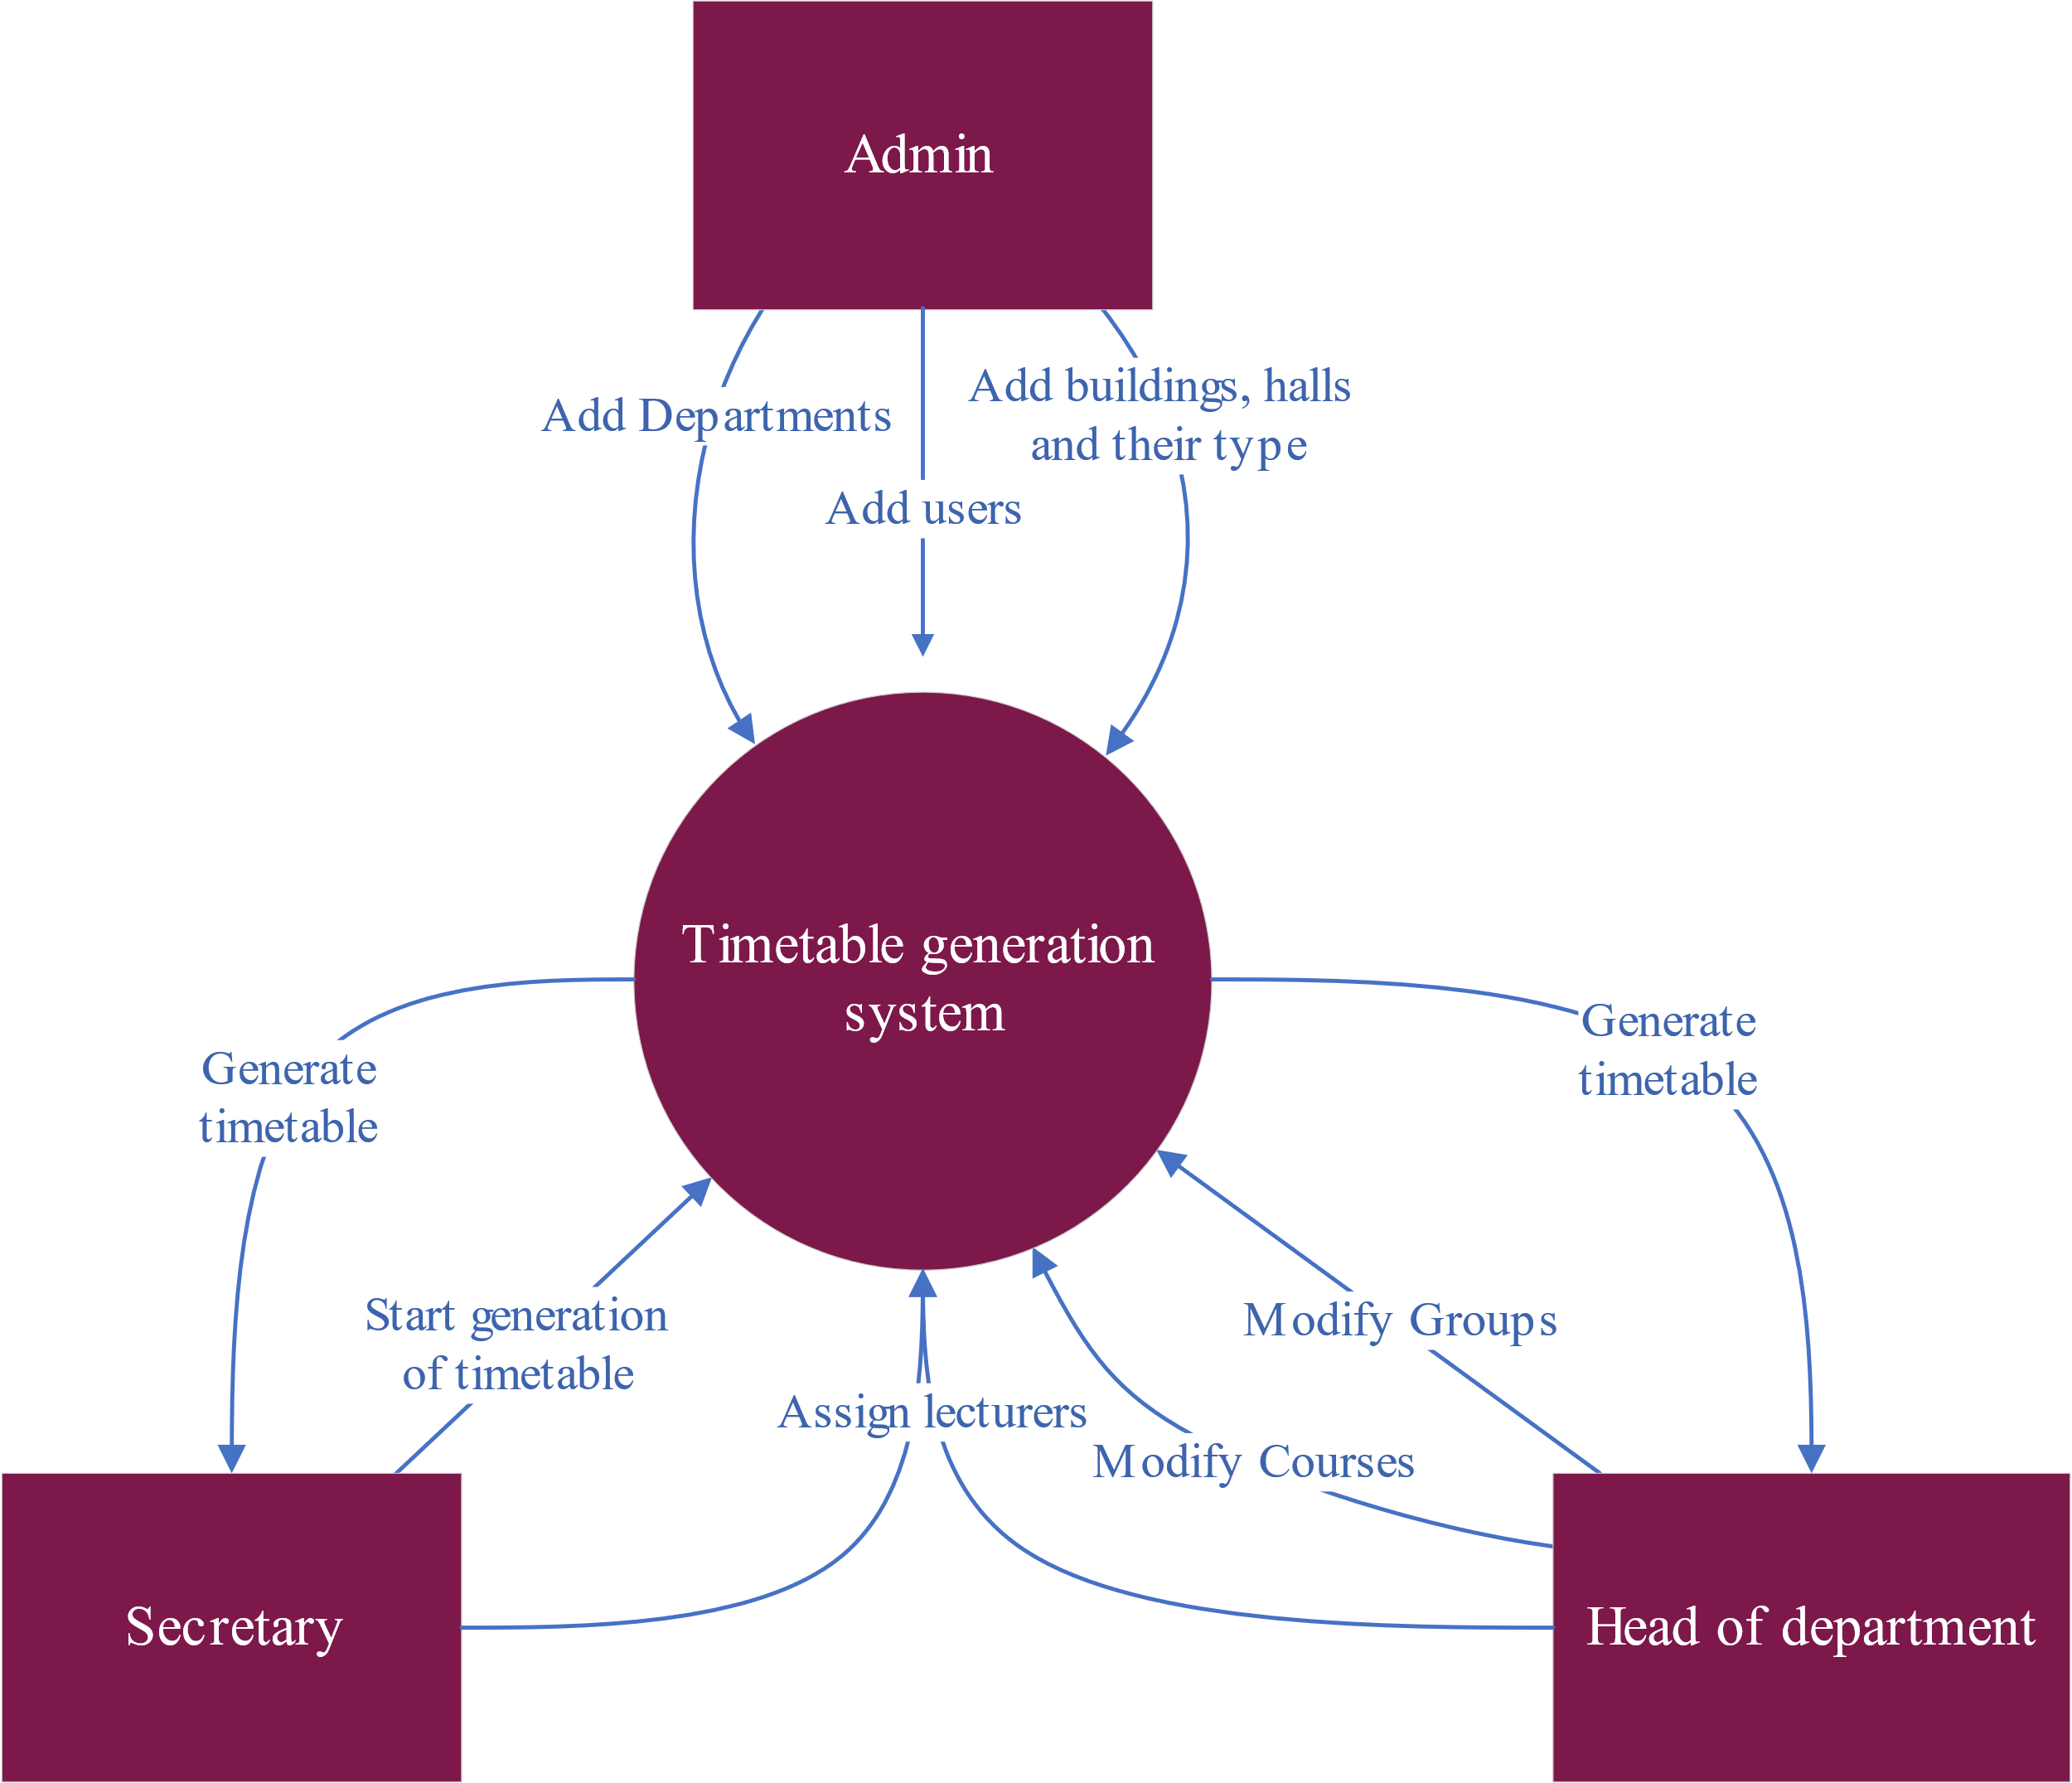 Admin
Add Departments
Add buildings, halls
and their type
Add users
Timetable generation
system
Generate
timetable
Generate
timetable
Start generation
of timetable
Modify Groups
Assign lecturers
Modify Courses
Secretary
Head of department